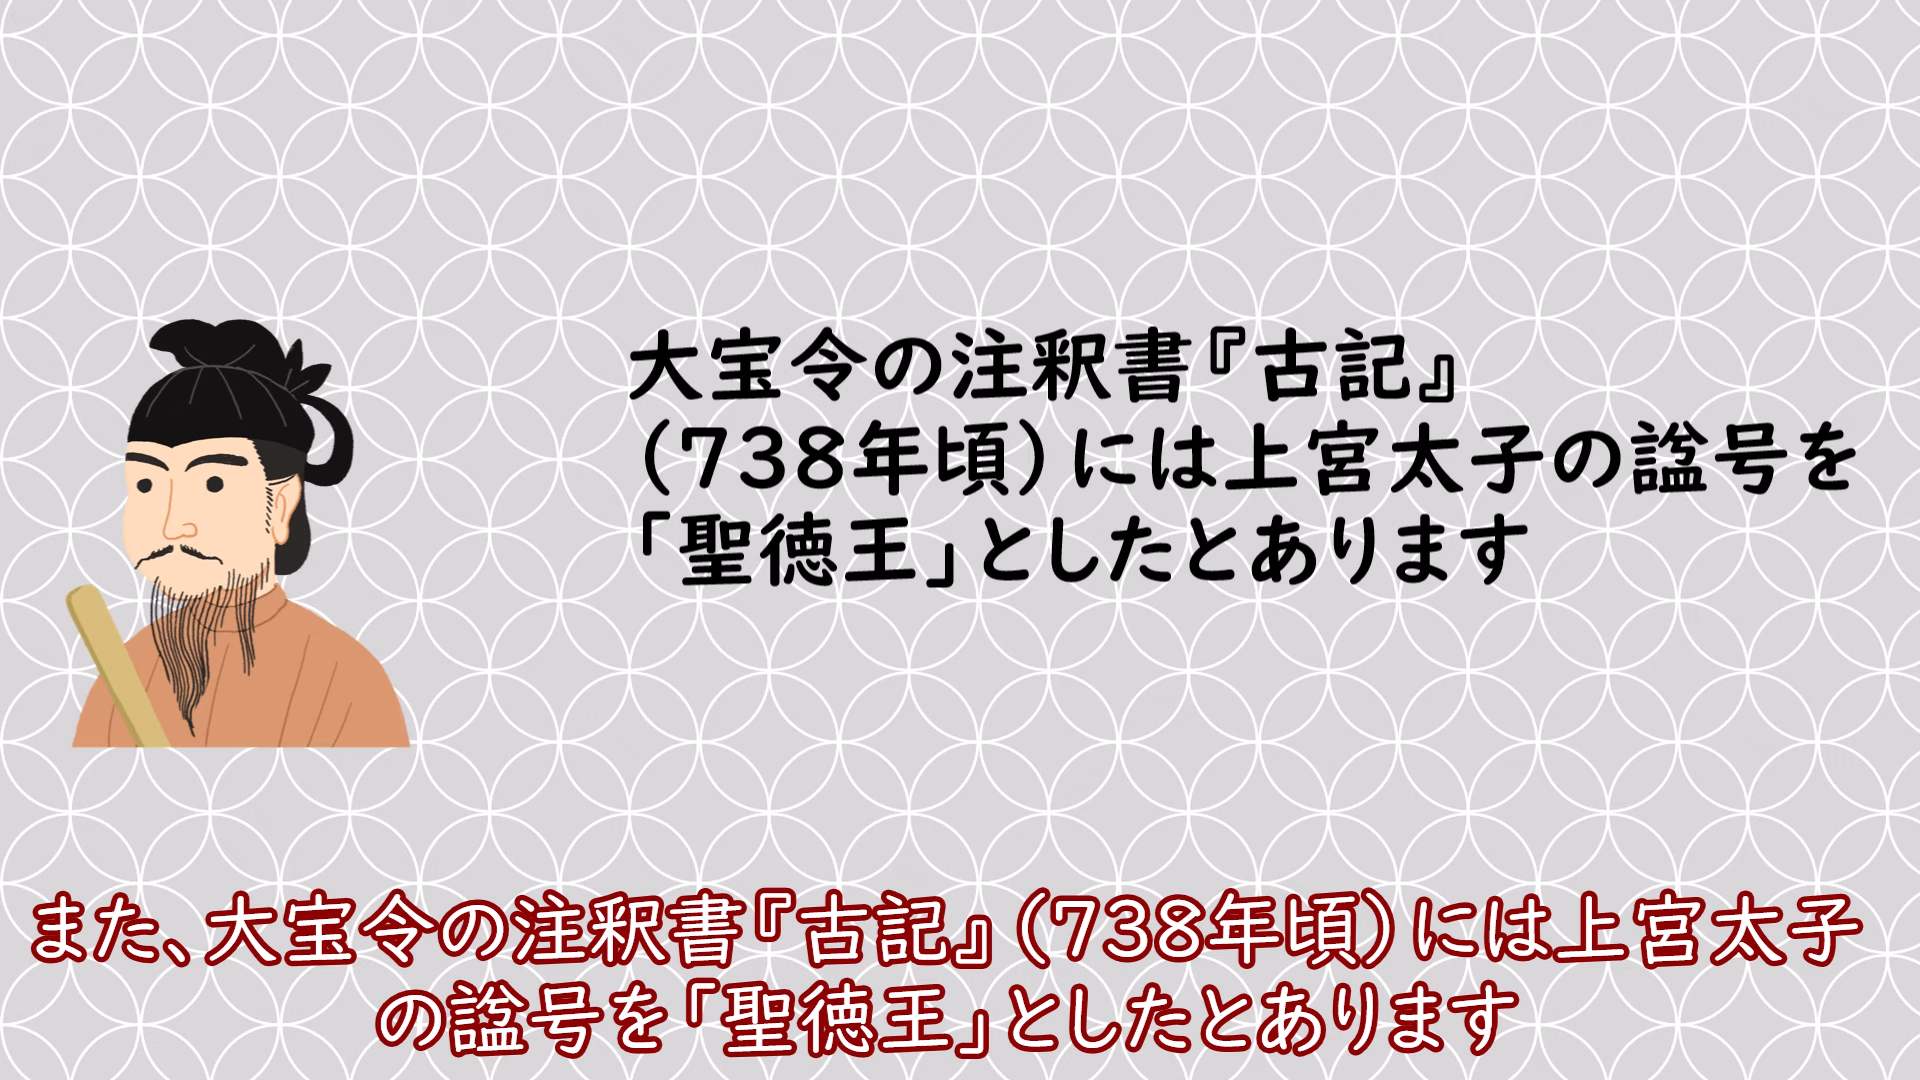 大宝令の注釈書『古記』
（738年頃）には上宮太子の諡号を
「聖徳王」としたとあります
また、大宝令の注釈書『古記』（738年頃）には上宮太子
の諡号を「聖徳王」としたとあります